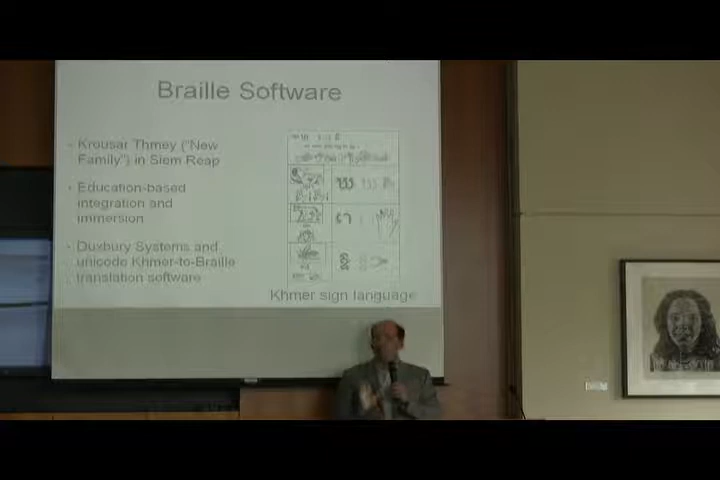 Braille Software
- Krousar Thmey ("New
Family") in Siem Reap
- Education-based
integration and
immersion
- Duxbury Systems and
unicode Khmer-to-Braille
translation software
Khmer sign language